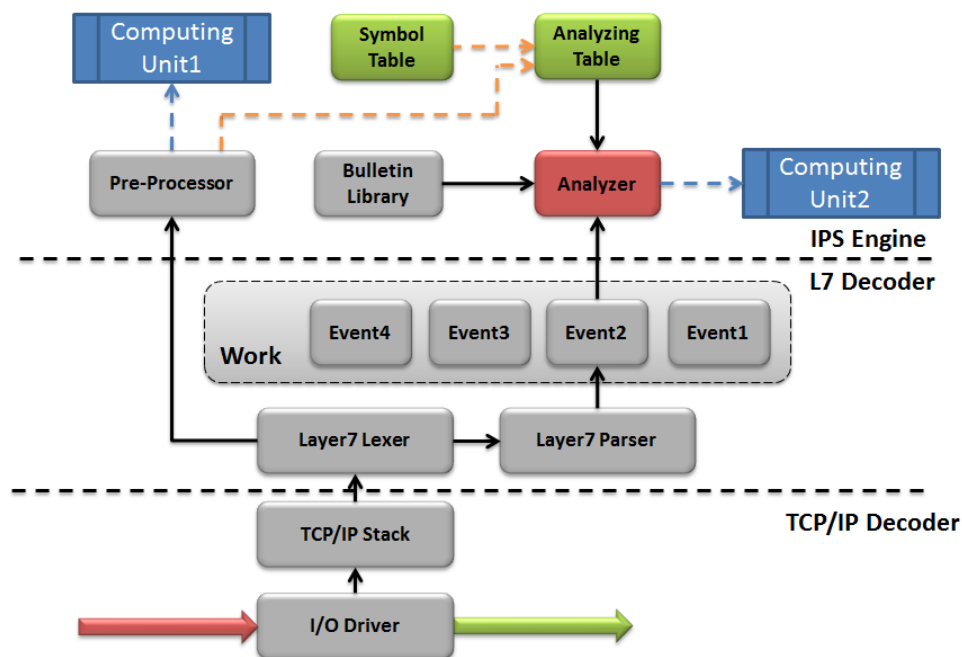 Computing
Unit1
Symbol
Table
Analyzing
Table
Pre-Processor
Bulletin
Library
Analyzer
Computing
Unit2
IPS Engine
L7 Decoder
Event4
Event3
Event2
Event1
Work
Layer7 Lexer
Layer7 Parser
TCP/IP Stack
TCP/IP Decoder
I/O Driver